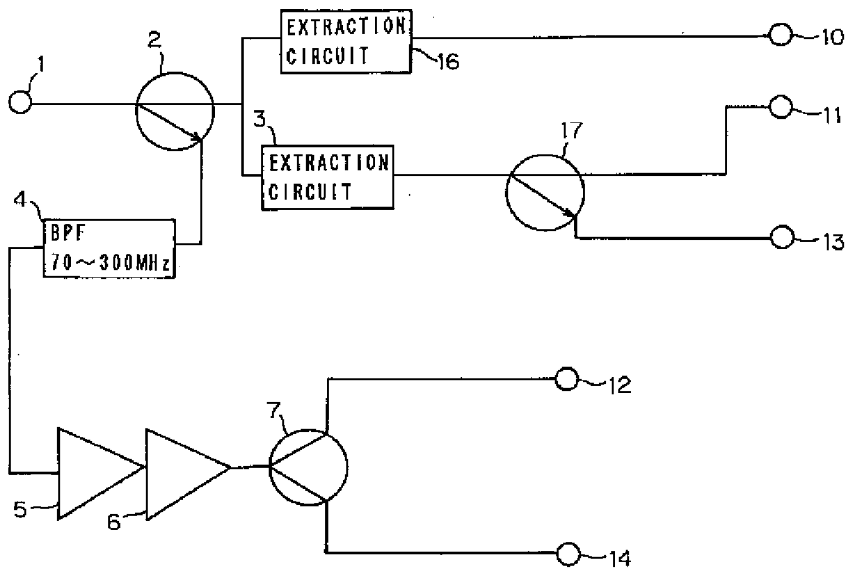 EXTRACTION
CIRCUIT
16
10
2
1
11
3
EXTRACTION
CIRCUIT
17
4
BPF
70～300MHz
13
12
7
5
6
14